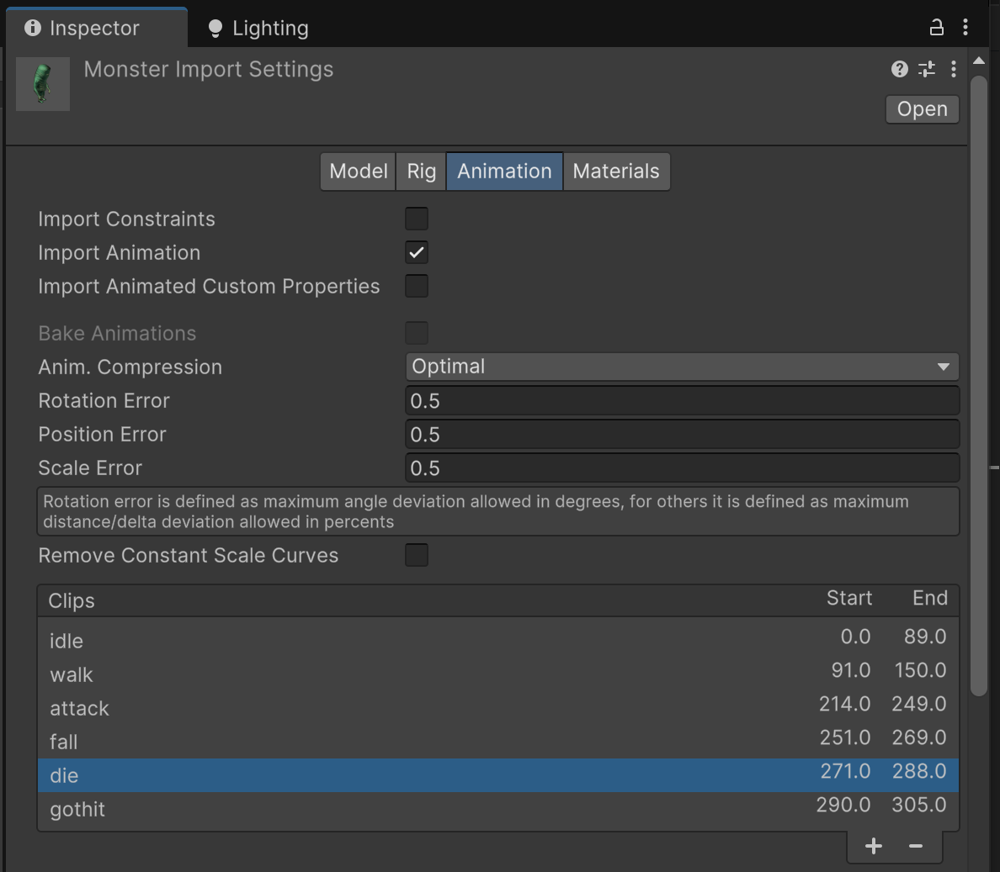 Inspector
Lighting
Monster Import Settings
Open
Model Rig Animation Materials
Import Constraints
Import Animation
Import Animated Custom Properties
Bake Animations
Anim. Compression Optimal
Rotation Error 0.5
Position Error 0.5
Scale Error 0.5
Rotation error is defined as maximum angle deviation allowed in degrees, for others it is defined as maximum
distance/delta deviation allowed in percents
Remove Constant Scale Curves
Clips Start End
idle 0.0 89.0
walk 91.0 150.0
attack 214.0 249.0
fall 251.0 269.0
die 271.0 288.0
gothit 290.0 305.0